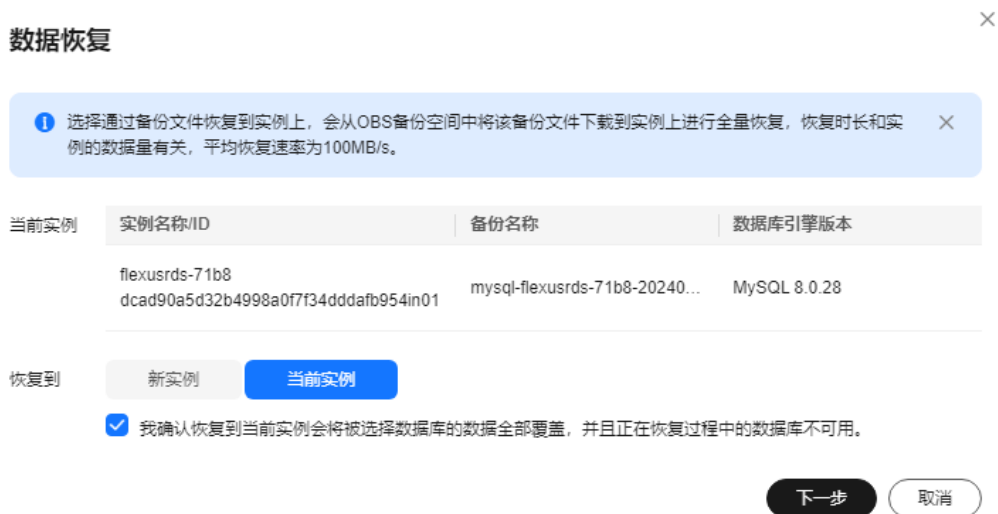 数据恢复
选择通过备份文件恢复到实例上，会从OBS备份空间中将该备份文件下载到实例上进行全量恢复，恢复时长和实
例的数据量有关，平均恢复速率为100MB/s。
当前实例 实例名称/ID 备份名称 数据库引擎版本
flexusrds-71b8
dcad90a5d32b4998a0f7f34dddafb954in01 mysql-flexusrds-71b8-20240... MySQL 8.0.28
恢复到 新实例 当前实例
我确认恢复到当前实例会将被选择数据库的数据全部覆盖，并且正在恢复过程中的数据库不可用。
下一步 取消